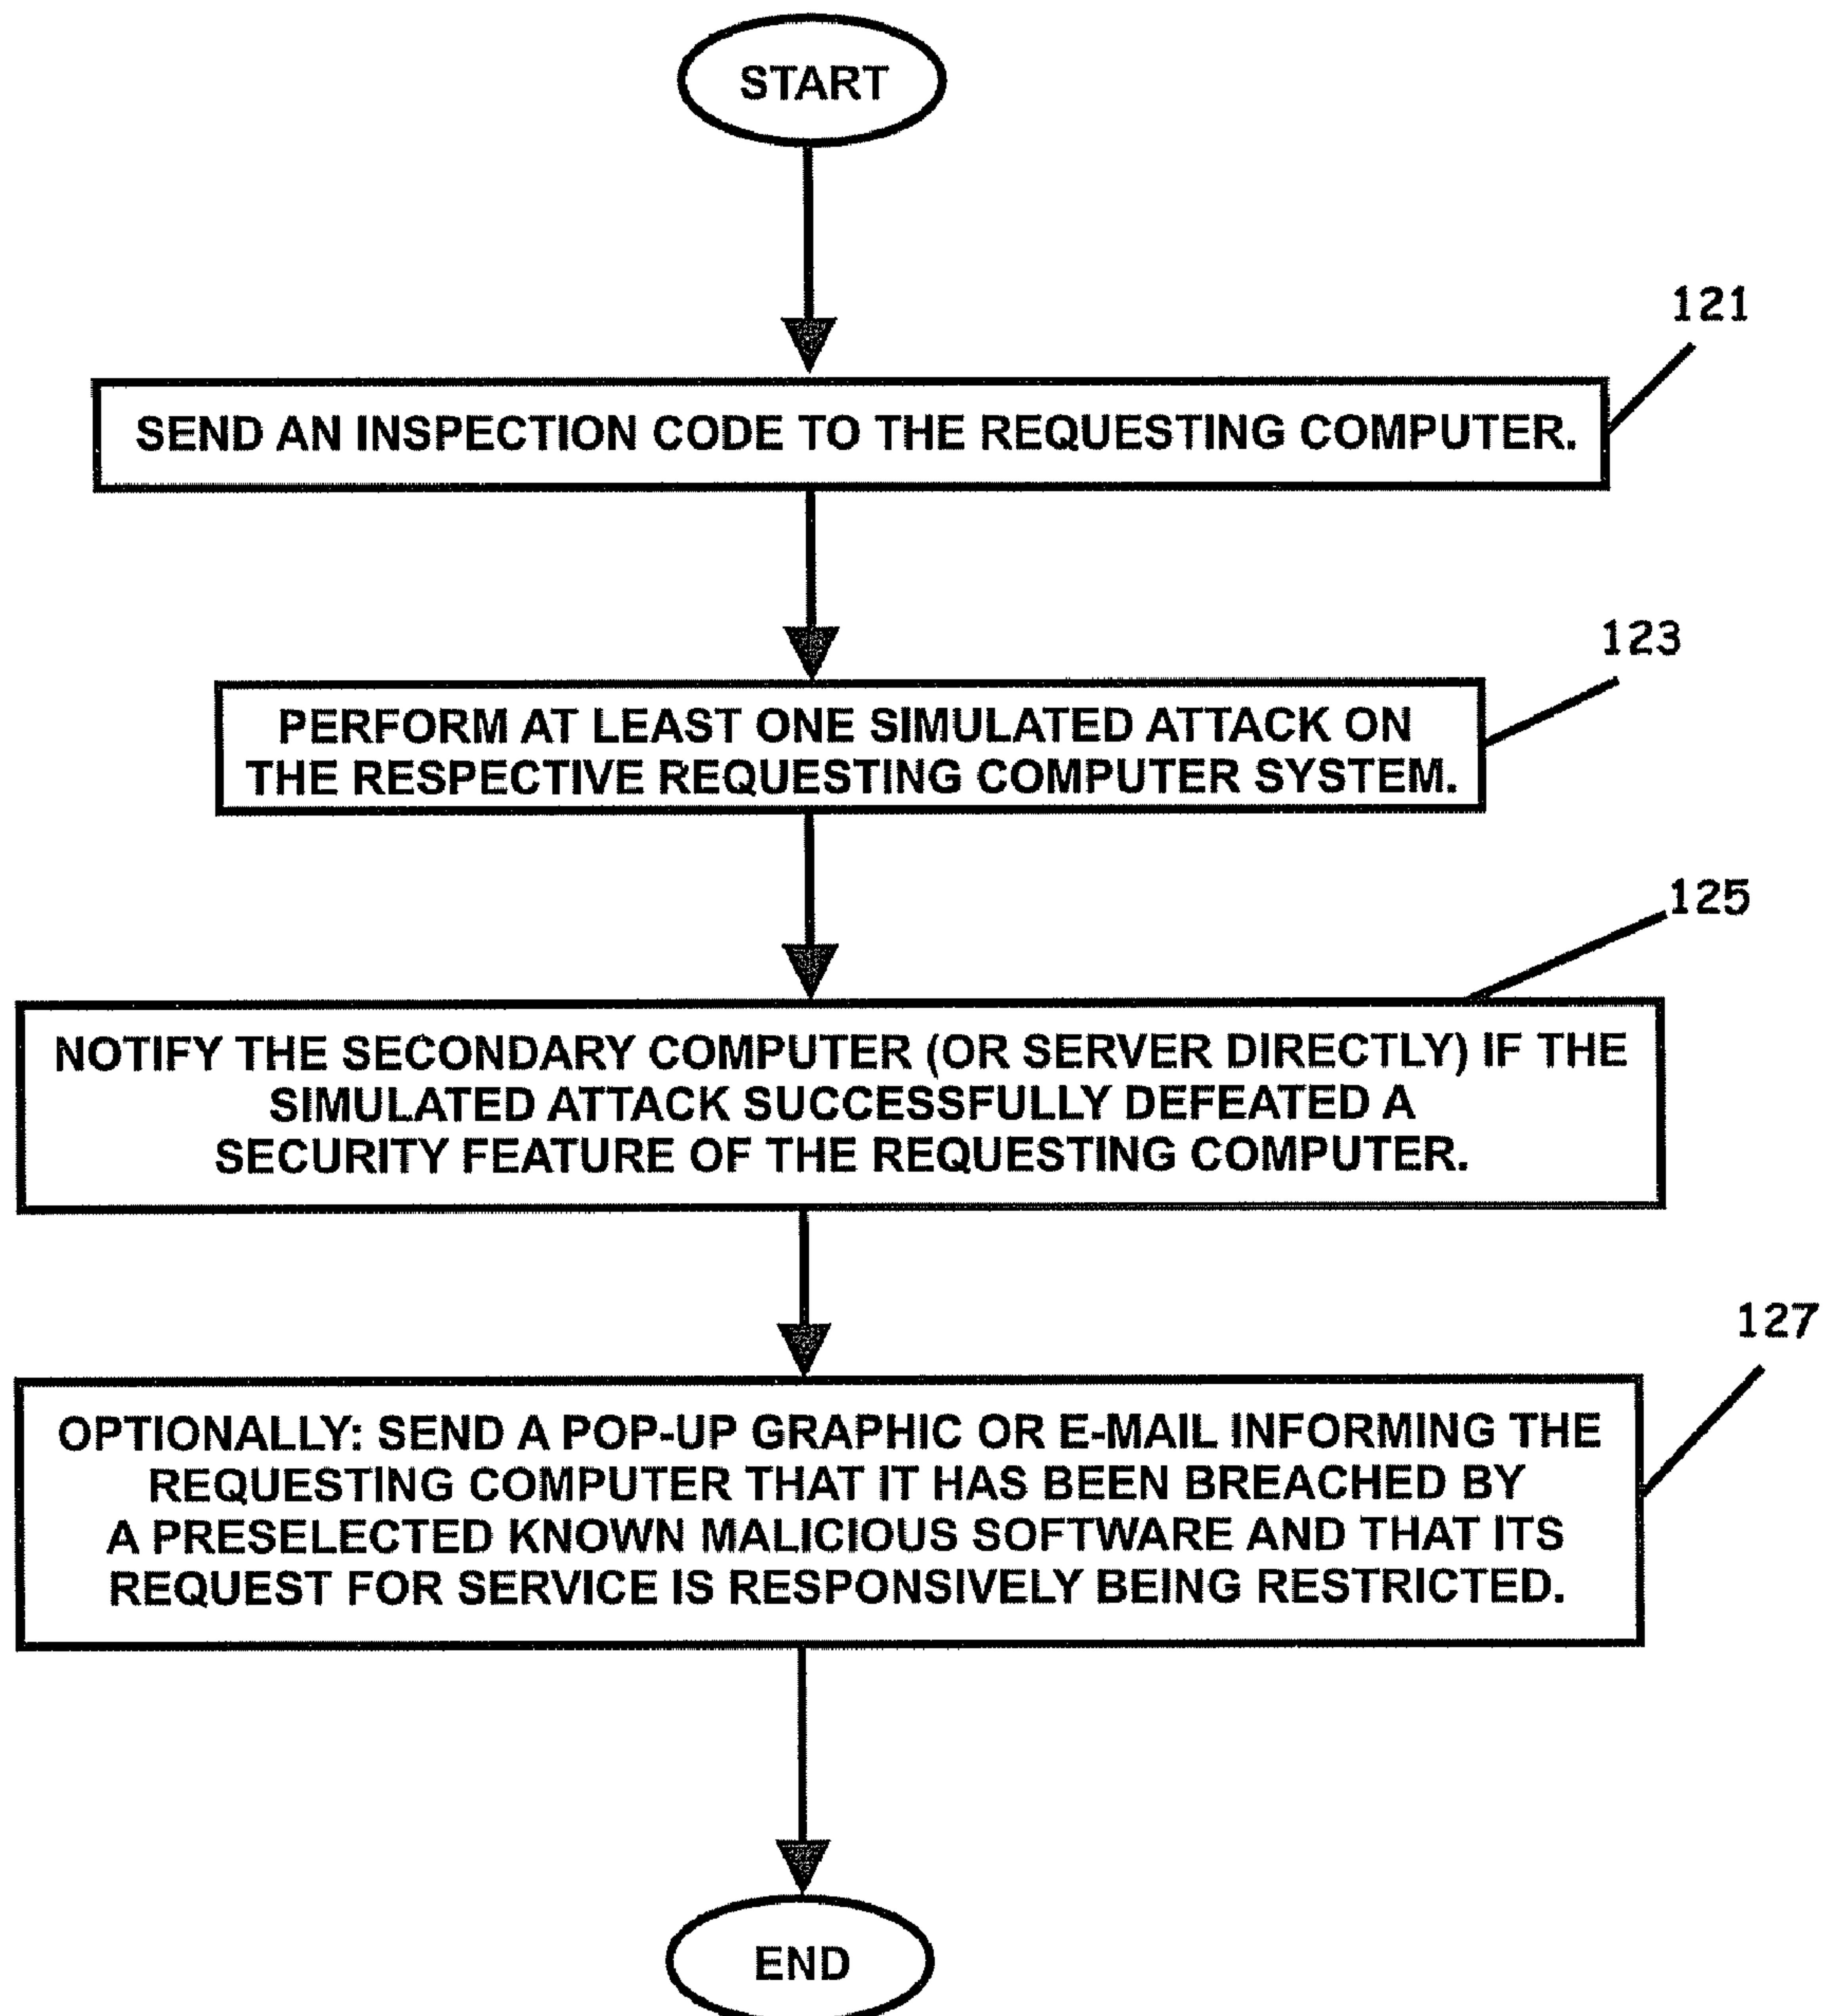 START
121
SEND AN INSPECTION CODE TO THE REQUESTING COMPUTER.
123
PERFORM AT LEAST ONE SIMULATED ATTACK ON
THE RESPECTIVE REQUESTING COMPUTER SYSTEM.
125
NOTIFY THE SECONDARY COMPUTER (OR SERVER DIRECTLY) IF THE
SIMULATED ATTACK SUCCESSFULLY DEFEATED A
SECURITY FEATURE OF THE REQUESTING COMPUTER.
127
OPTIONALLY: SEND A POP-UP GRAPHIC OR E-MAIL INFORMING THE
REQUESTING COMPUTER THAT IT HAS BEEN BREACHED BY
A PRESELECTED KNOWN MALICIOUS SOFTWARE AND THAT ITS
REQUEST FOR SERVICE IS RESPONSIVELY BEING RESTRICTED.
END